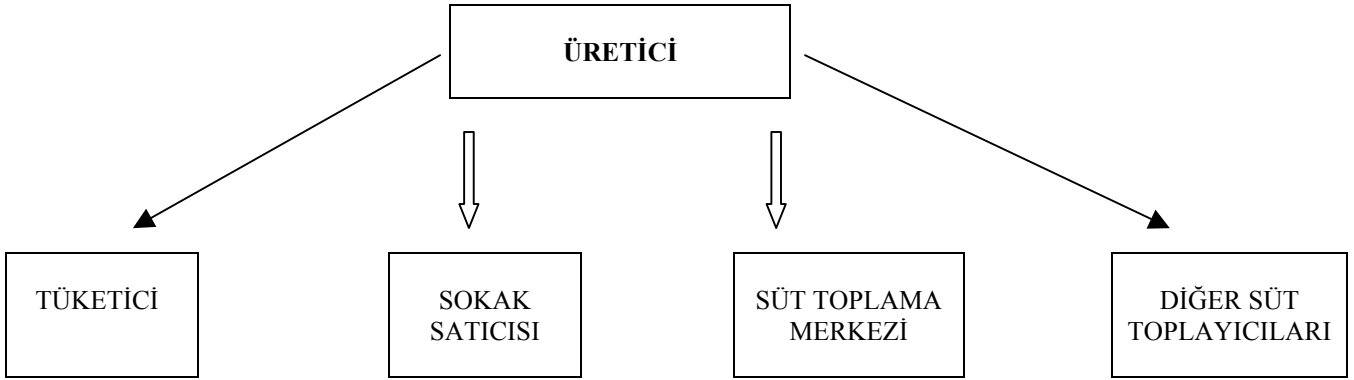 ÜRETİCİ
TÜKETİCİ
SOKAK
SATICISI
SÜT TOPLAMA
MERKEZİ
DİĞER SÜT
TOPLAYICILARI